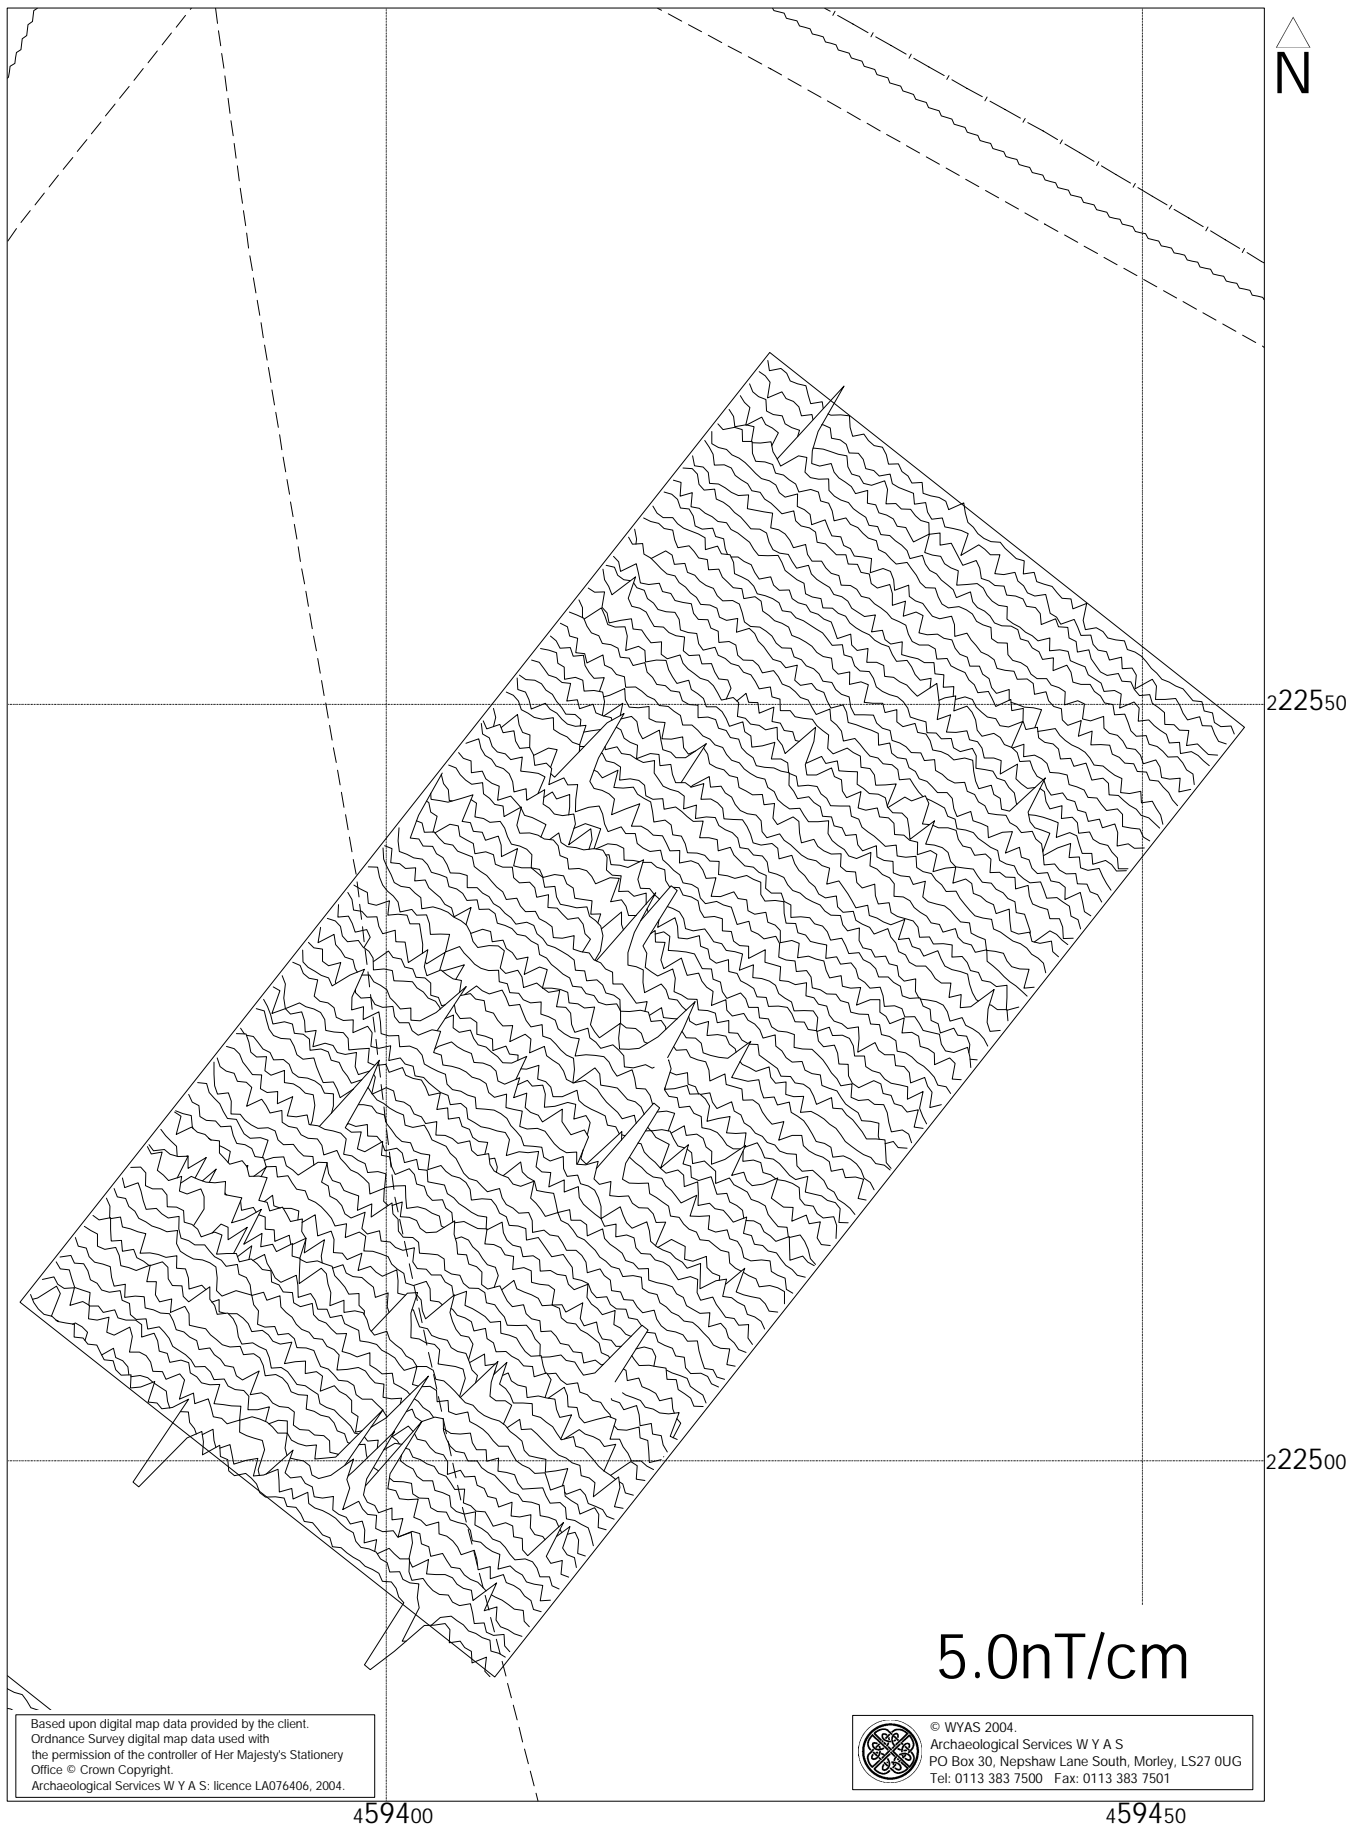 N
222550
222500
5.0nT/cm
Based upon digital map data provided by the client.
Ordnance Survey digital map data used with
the permission of the controller of Her Majesty's Stationery
Office © Crown Copyright.
Archaeological Services W Y A S: licence LA076406, 2004.
© WYAS 2004.
Archaeological Services W Y A S
PO Box 30, Nepshaw Lane South, Morley, LS27 0UG
Tel: 0113 383 7500 Fax: 0113 383 7501
459400
459450